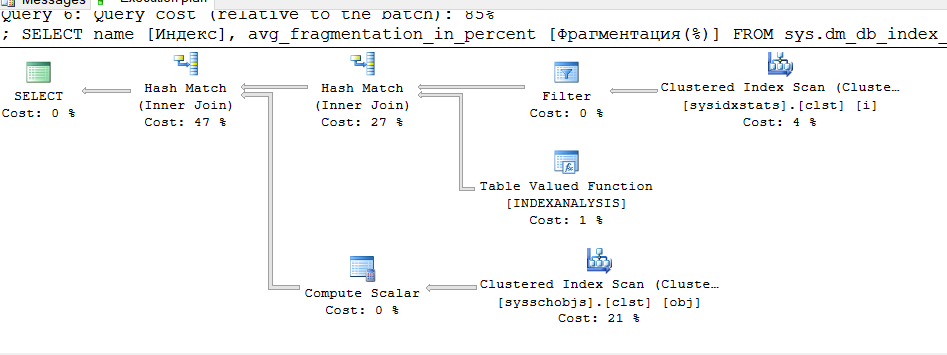 Messages Execution plan
Query 6: Query cost (relative to the batch): 85%
; SELECT name [Индекс], avg_fragmentation_in_percent [Фрагментация(%)] FROM sys.dm_db_index_
SELECT
Cost: 0 %
Hash Match
(Inner Join)
Cost: 47 %
Hash Match
(Inner Join)
Cost: 27 %
Filter
Cost: 0 %
Clustered Index Scan (Cluste…
[sysidxstats].[clst] [i]
Cost: 4 %
Table Valued Function
[INDEXANALYSIS]
Cost: 1 %
Compute Scalar
Cost: 0 %
Clustered Index Scan (Cluste…
[sysschobjs].[clst] [obj]
Cost: 21 %